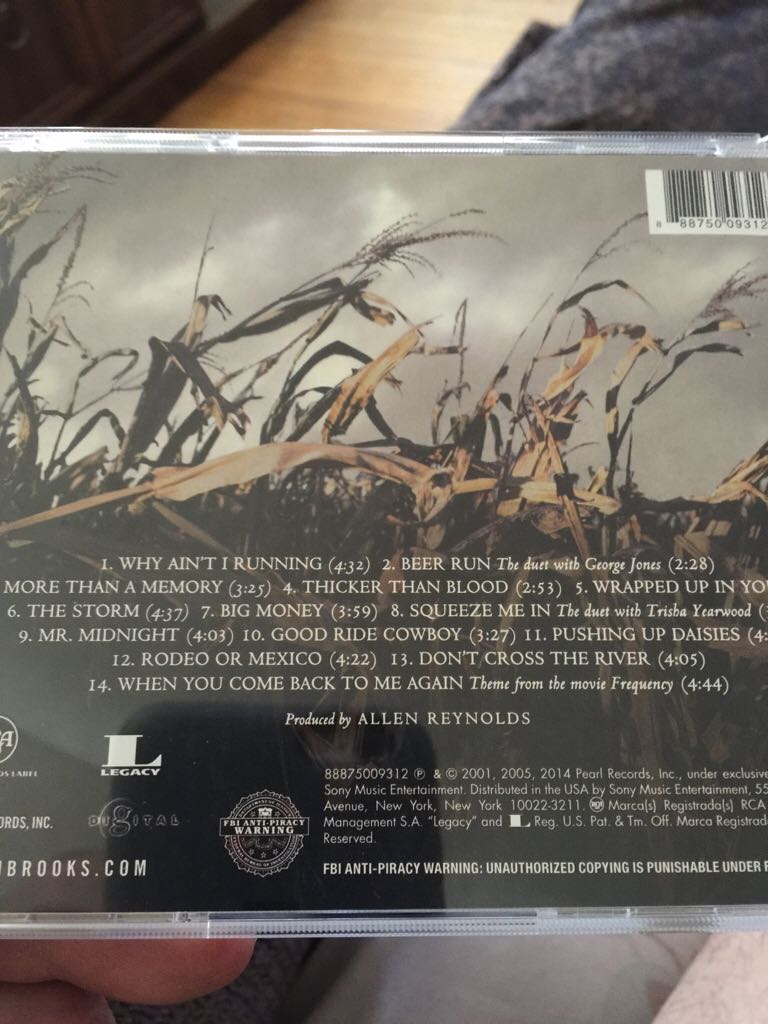 8 88750 09312
1. WHY AIN'T I RUNNING (4:32) 2. BEER RUN The duet with George Jones (2:28)
MORE THAN A MEMORY (3:25) 4. THICKER THAN BLOOD (2:53) 5. WRAPPED UP IN YO
6. THE STORM (4:37) 7. BIG MONEY (3:59) 8. SQUEEZE ME IN The duet with Trisha Yearwood (3
9. MR. MIDNIGHT (4:03) 10. GOOD RIDE COWBOY (3:27) 11. PUSHING UP DAISIES (4:
12. RODEO OR MEXICO (4:22) 13. DON'T CROSS THE RIVER (4:05)
14. WHEN YOU COME BACK TO ME AGAIN Theme from the movie Frequency (4:44)
Produced by ALLEN REYNOLDS
L
LEGACY
LABEL
ORDS, INC.
DIGITAL
BROOKS.COM
FBI ANTI-PIRACY
WARNING
88875009312 ℗ & © 2001, 2005, 2014 Pearl Records, Inc., under exclusive
Sony Music Entertainment. Distributed in the USA by Sony Music Entertainment, 55
Avenue, New York, New York 10022-3211. Marca(s) Registrada(s) RCA
Management S.A. "Legacy" and L Reg. U.S. Pat. & Tm. Off. Marca Registrad
Reserved.
FBI ANTI-PIRACY WARNING: UNAUTHORIZED COPYING IS PUNISHABLE UNDER F